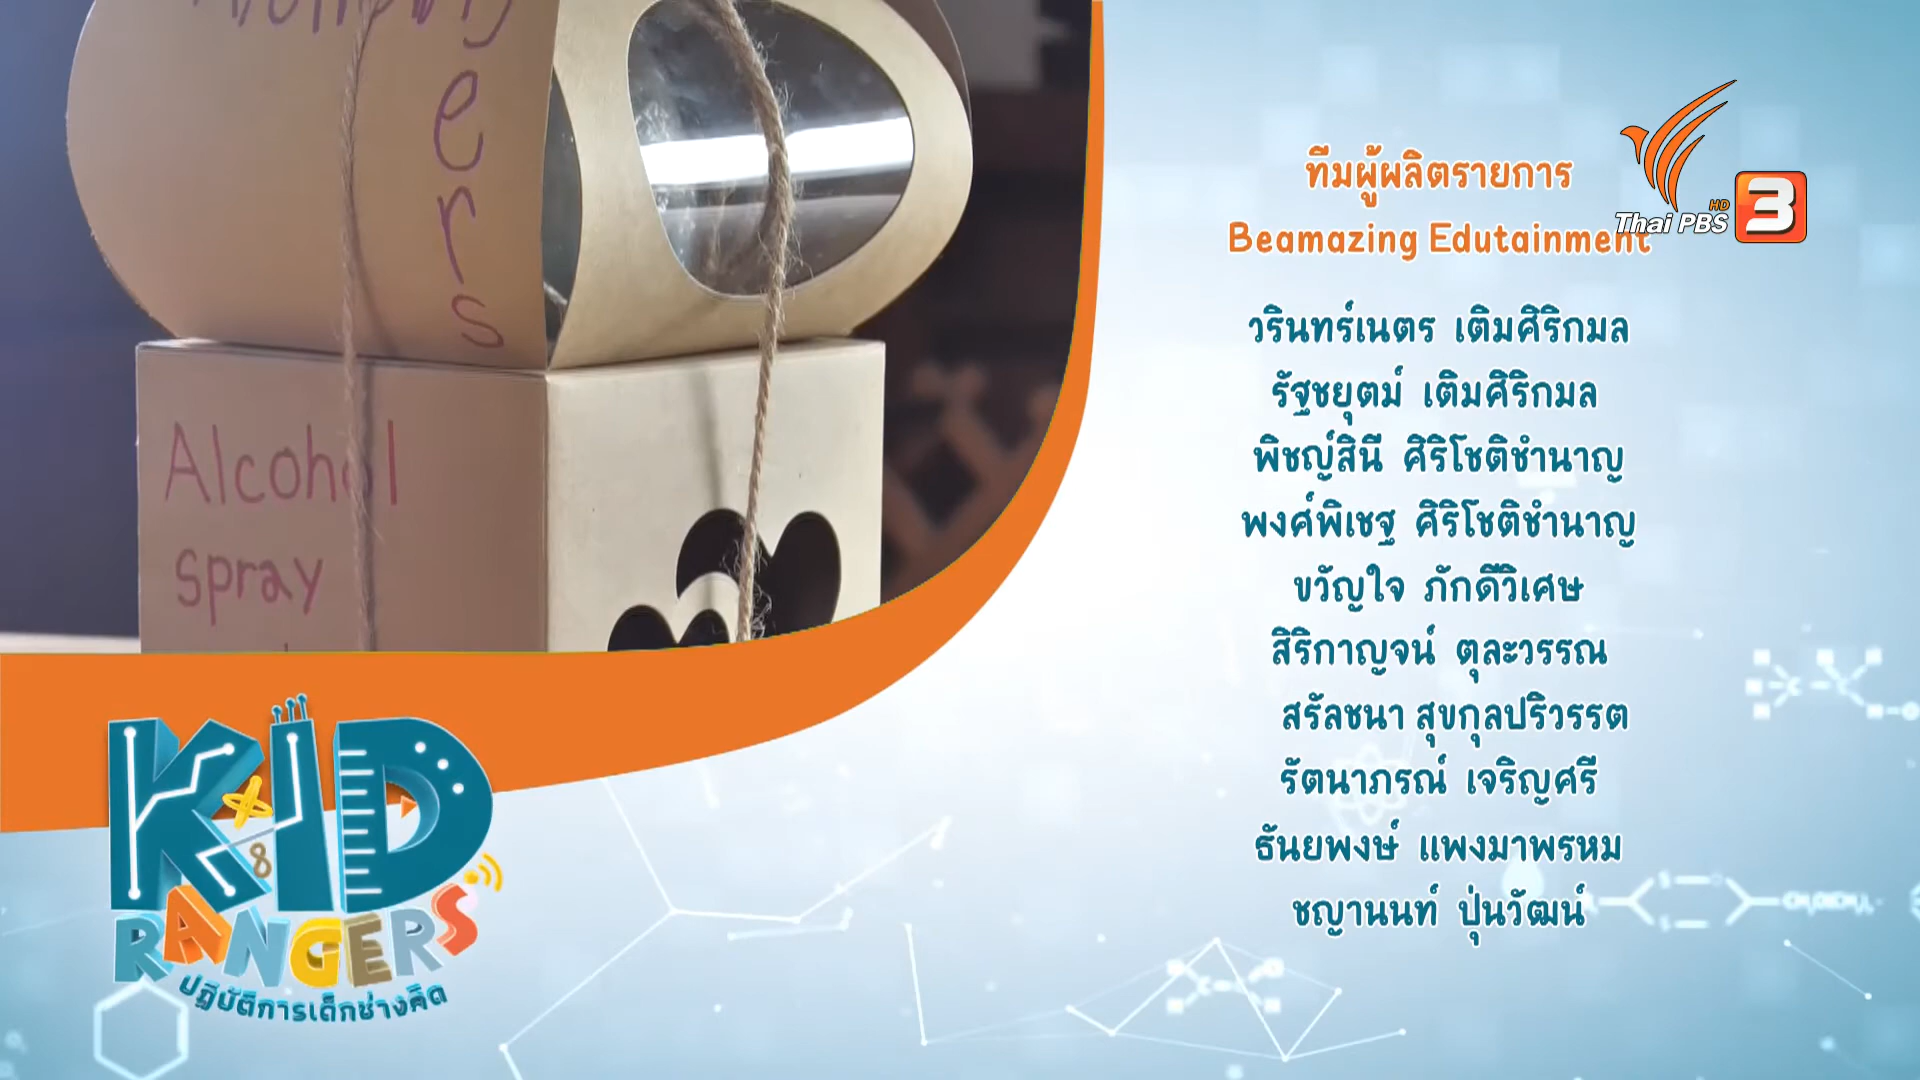 ers
Alcohol
spray
ทีมผู้ผลิตรายการ
Beamazing Edutainment
Thai PBS HD 3
วรินทร์เนตร เติมศิริกมล
รัฐชยุตม์ เติมศิริกมล
พิชญ์สินี ศิริโชติชำนาญ
พงศ์พิเชฐ ศิริโชติชำนาญ
ขวัญใจ ภักดีวิเศษ
สิริกาญจน์ ตุละวรรณ
สรัลชนา สุขกุลปริวรรต
รัตนาภรณ์ เจริญศรี
ธันยพงษ์ แพงมาพรหม
ชญานนท์ ปุ่นวัฒน์
KID
RANGERS
ปฏิบัติการเด็กช่างคิด